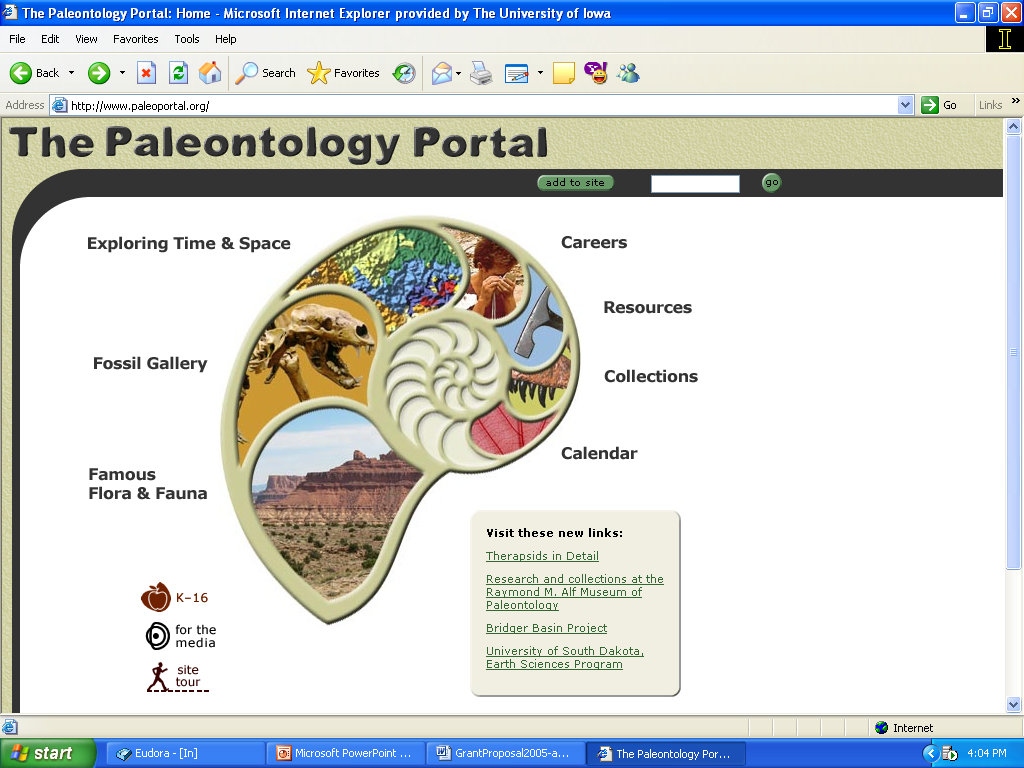 The Paleontology Portal: Home - Microsoft Internet Explorer provided by The University of Iowa
File Edit View Favorites Tools Help
Back Search Favorites
Address http://www.paleoportal.org/ Go Links »
The Paleontology Portal
add to site go
Exploring Time & Space
Careers
Resources
Fossil Gallery
Collections
Calendar
Famous
Flora & Fauna
Visit these new links:
Therapsids in Detail
Research and collections at the
Raymond M. Alf Museum of
Paleontology
Bridger Basin Project
University of South Dakota,
Earth Sciences Program
K-16
for the
media
site
tour
Internet
start Eudora - [In] Microsoft PowerPoint ... GrantProposal2005-a... The Paleontology Por... 4:04 PM